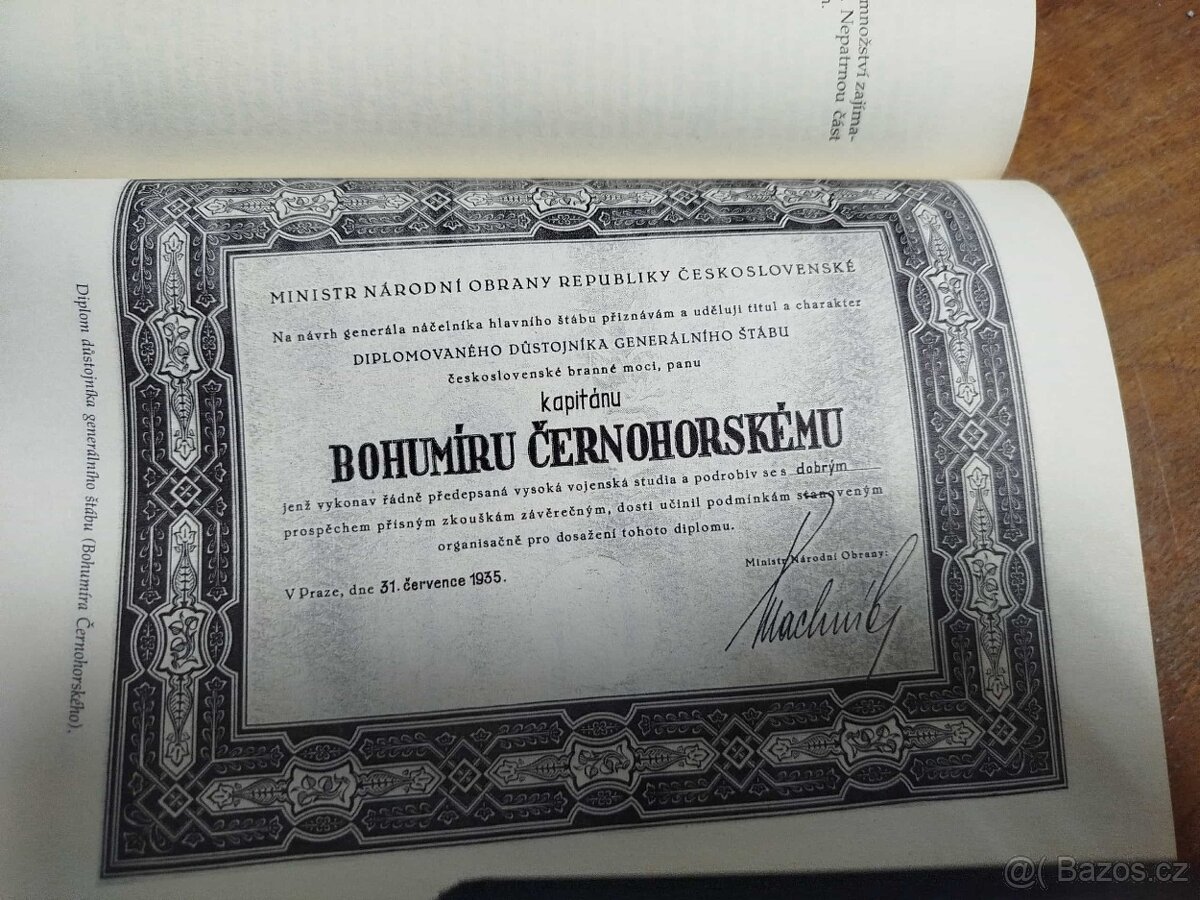 množství zajíma-
Nepatrnou část
MINISTR NÁRODNÍ OBRANY REPUBLIKY ČESKOSLOVENSKÉ
Na návrh generála náčelníka hlavního štábu přiznávám a uděluji titul a charakter
DIPLOMOVANÉHO DŮSTOJNÍKA GENERÁLNÍHO ŠTÁBU
československé branné moci, panu
kapitánu
BOHUMÍRU ČERNOHORSKÉMU
jenž vykonav řádně předepsaná vysoká vojenská studia a podrobiv se s dobrým
prospěchem přísným zkouškám závěrečným, dosti učinil podmínkám stanoveným
organisačně pro dosažení tohoto diplomu.
Ministr Národní Obrany:
V Praze, dne 31. července 1935.
Machník
Diplom důstojníka generálního štábu (Bohumíra Černohorského).
@( Bazos.cz